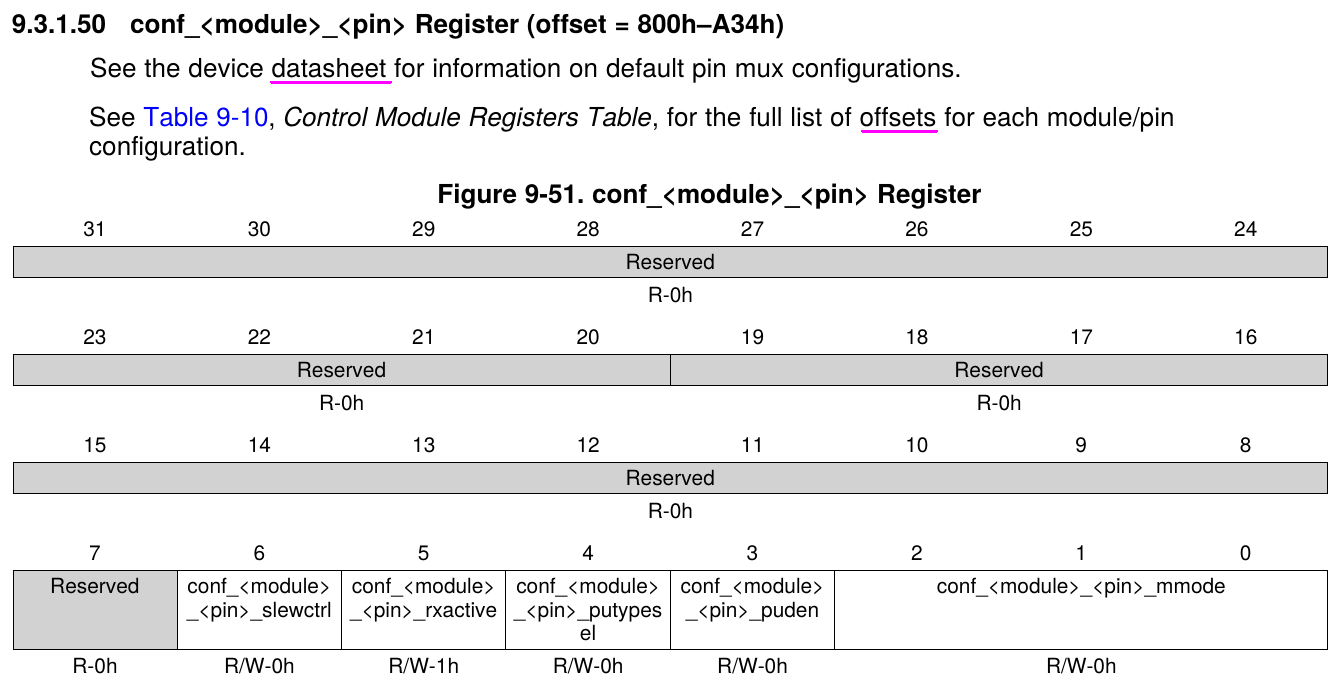 9.3.1.50 conf_<module>_<pin> Register (offset = 800h–A34h)
See the device datasheet for information on default pin mux configurations.
See Table 9-10, Control Module Registers Table, for the full list of offsets for each module/pin
configuration.
Figure 9-51. conf_<module>_<pin> Register
31 30 29 28 27 26 25 24
Reserved
R-0h
23 22 21 20 19 18 17 16
Reserved Reserved
R-0h R-0h
15 14 13 12 11 10 9 8
Reserved
R-0h
7 6 5 4 3 2 1 0
Reserved conf_<module> conf_<module> conf_<module> conf_<module> conf_<module>_<pin>_mmode
_<pin>_slewctrl _<pin>_rxactive _<pin>_putypes _<pin>_puden
el
R-0h R/W-0h R/W-1h R/W-0h R/W-0h R/W-0h